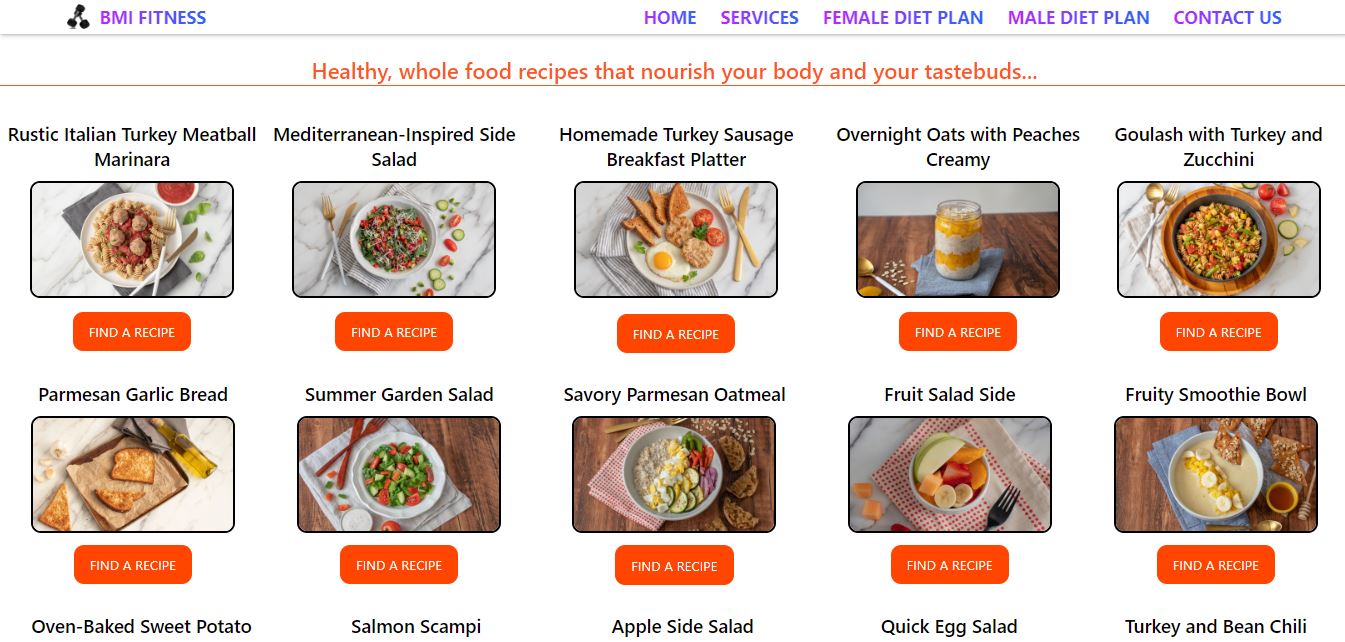 BMI FITNESS
HOME SERVICES FEMALE DIET PLAN MALE DIET PLAN CONTACT US
Healthy, whole food recipes that nourish your body and your tastebuds...
Rustic Italian Turkey Meatball
Marinara
Mediterranean-Inspired Side
Salad
Homemade Turkey Sausage
Breakfast Platter
Overnight Oats with Peaches
Creamy
Goulash with Turkey and
Zucchini
FIND A RECIPE
FIND A RECIPE
FIND A RECIPE
FIND A RECIPE
FIND A RECIPE
Parmesan Garlic Bread
Summer Garden Salad
Savory Parmesan Oatmeal
Fruit Salad Side
Fruity Smoothie Bowl
FIND A RECIPE
FIND A RECIPE
FIND A RECIPE
FIND A RECIPE
FIND A RECIPE
Oven-Baked Sweet Potato
Salmon Scampi
Apple Side Salad
Quick Egg Salad
Turkey and Bean Chili